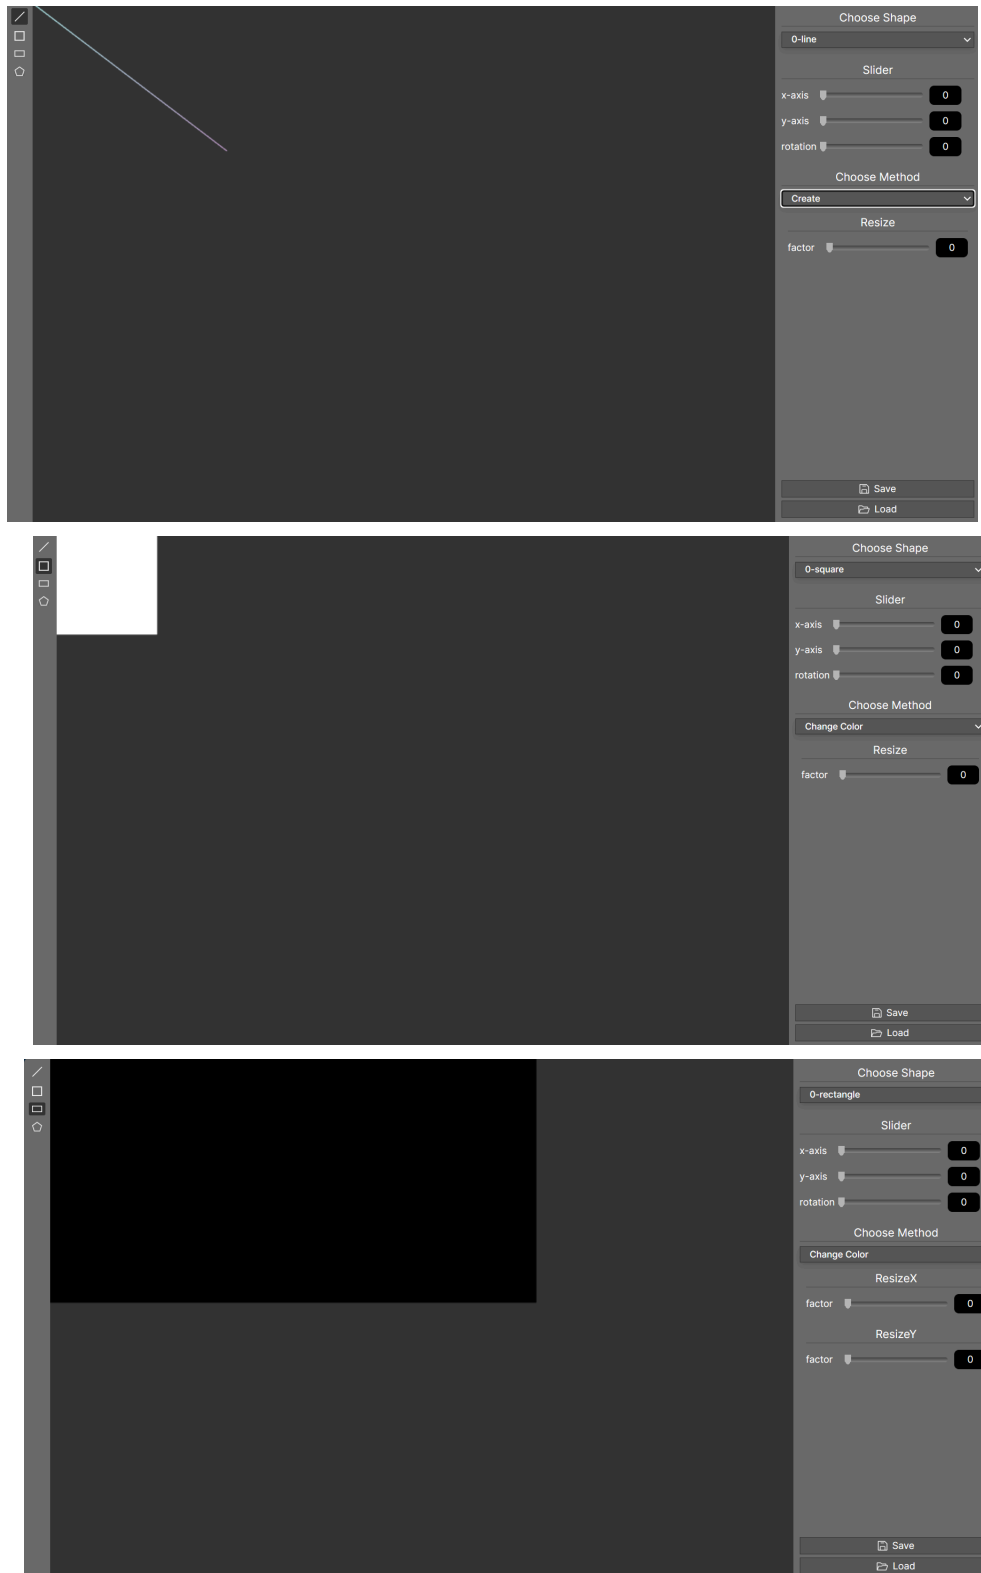 Choose Shape
0-line
Slider
x-axis 0
y-axis 0
rotation 0
Choose Method
Create
Resize
factor 0
Save
Load
Choose Shape
0-square
Slider
x-axis 0
y-axis 0
rotation 0
Choose Method
Change Color
Resize
factor 0
Save
Load
Choose Shape
0-rectangle
Slider
x-axis 0
y-axis 0
rotation 0
Choose Method
Change Color
ResizeX
factor 0
ResizeY
factor 0
Save
Load